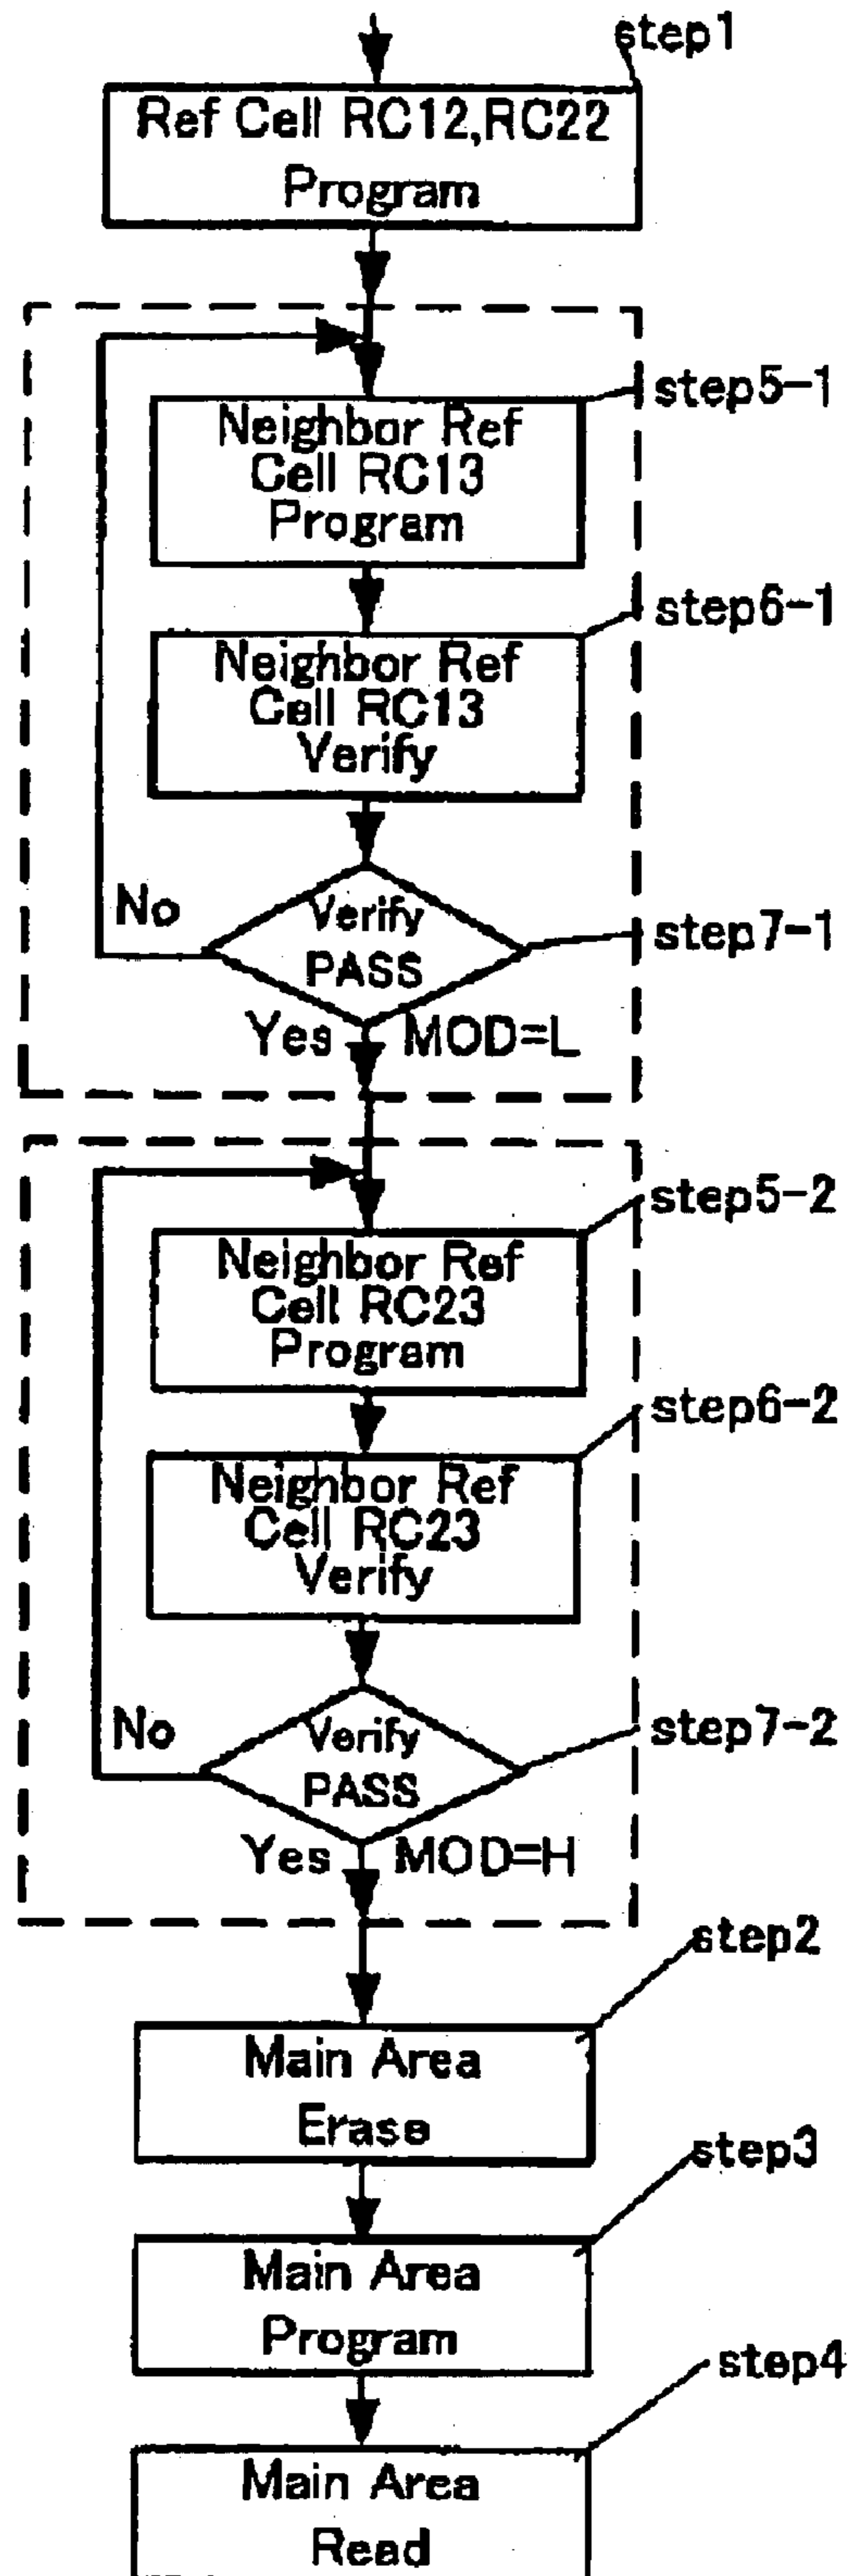 step1
Ref Cell RC12,RC22
Program
step5-1
Neighbor Ref
Cell RC13
Program
step6-1
Neighbor Ref
Cell RC13
Verify
No
Verify
PASS
step7-1
Yes MOD=L
step5-2
Neighbor Ref
Cell RC23
Program
step6-2
Neighbor Ref
Cell RC23
Verify
No
Verify
PASS
step7-2
Yes MOD=H
step2
Main Area
Erase
step3
Main Area
Program
step4
Main Area
Read